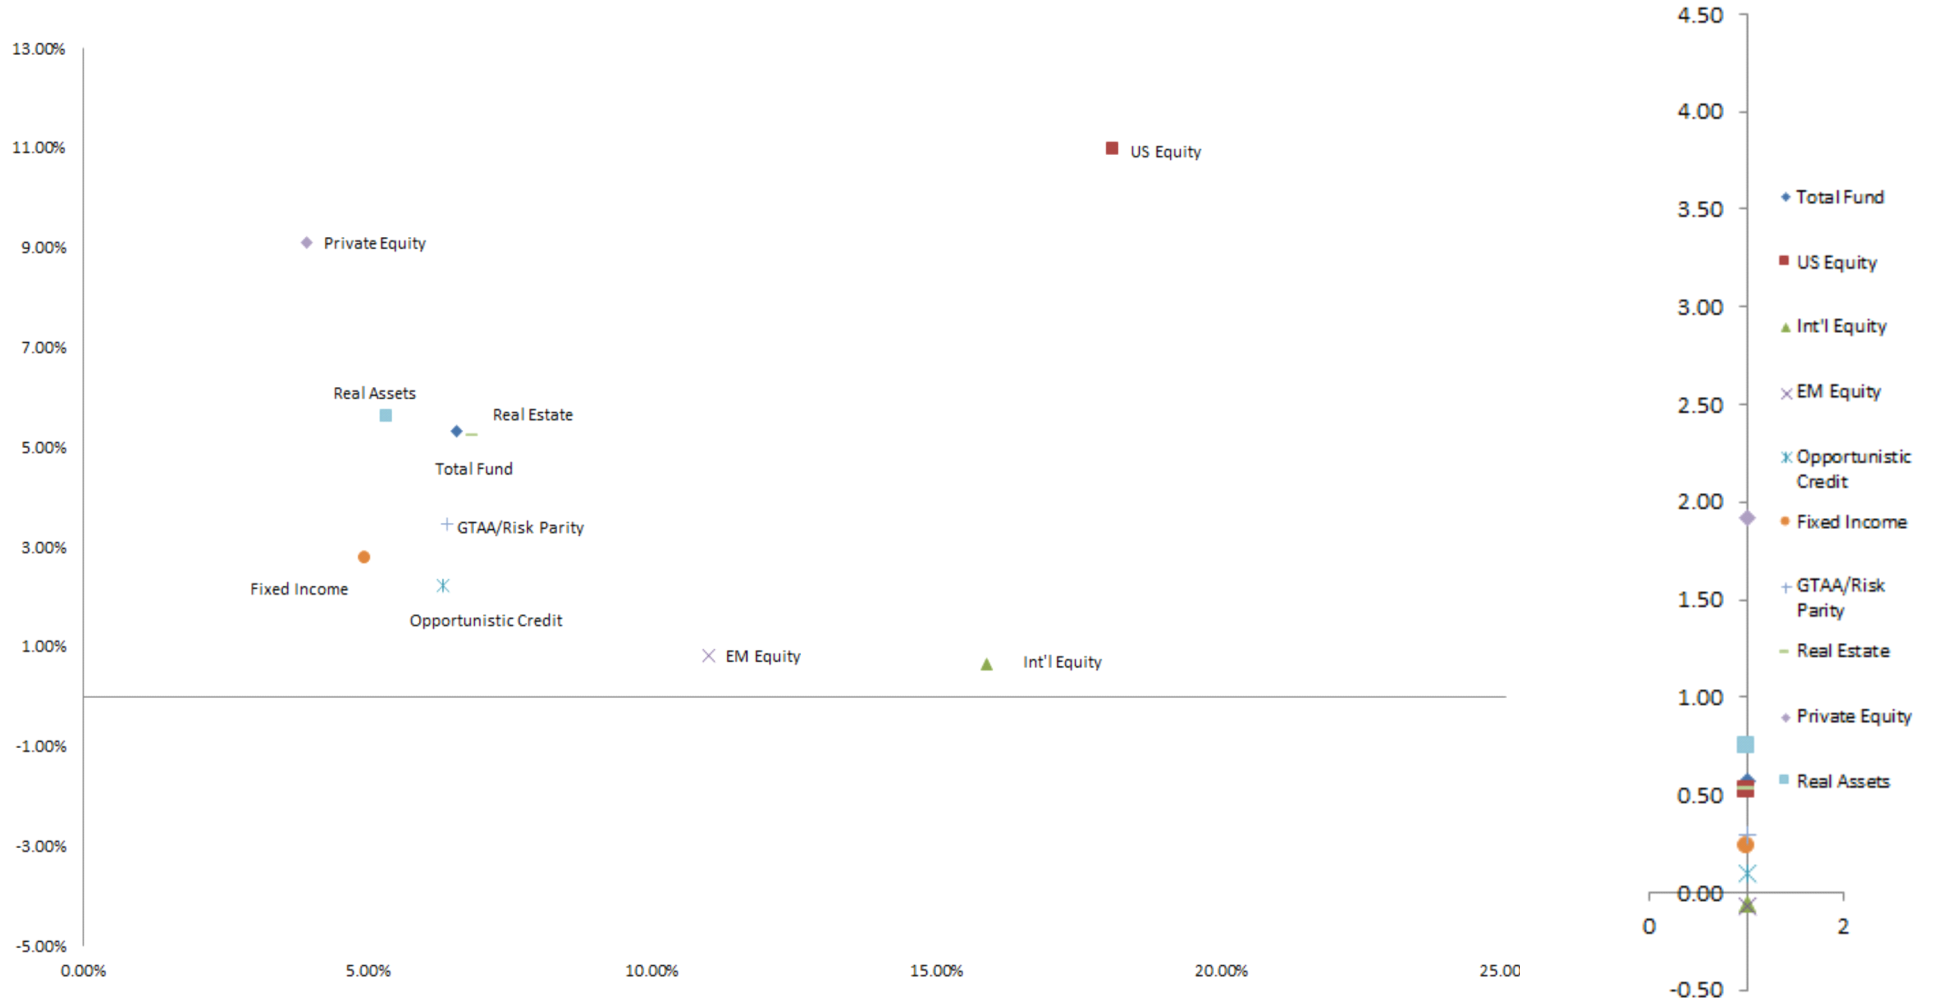 13.00%
11.00%
US Equity
Private Equity
9.00%
7.00%
Real Assets
Real Estate
5.00%
Total Fund
GTAA/Risk Parity
3.00%
Fixed Income
Opportunistic Credit
1.00%
EM Equity
Int'l Equity
-1.00%
-3.00%
-5.00%
0.00%
5.00%
10.00%
15.00%
20.00%
25.00
4.50
4.00
3.50
3.00
2.50
2.00
1.50
1.00
0.50
0.00
-0.50
0
2
Total Fund
US Equity
Int'l Equity
EM Equity
Opportunistic
Credit
Fixed Income
GTAA/Risk
Parity
Real Estate
Private Equity
Real Assets